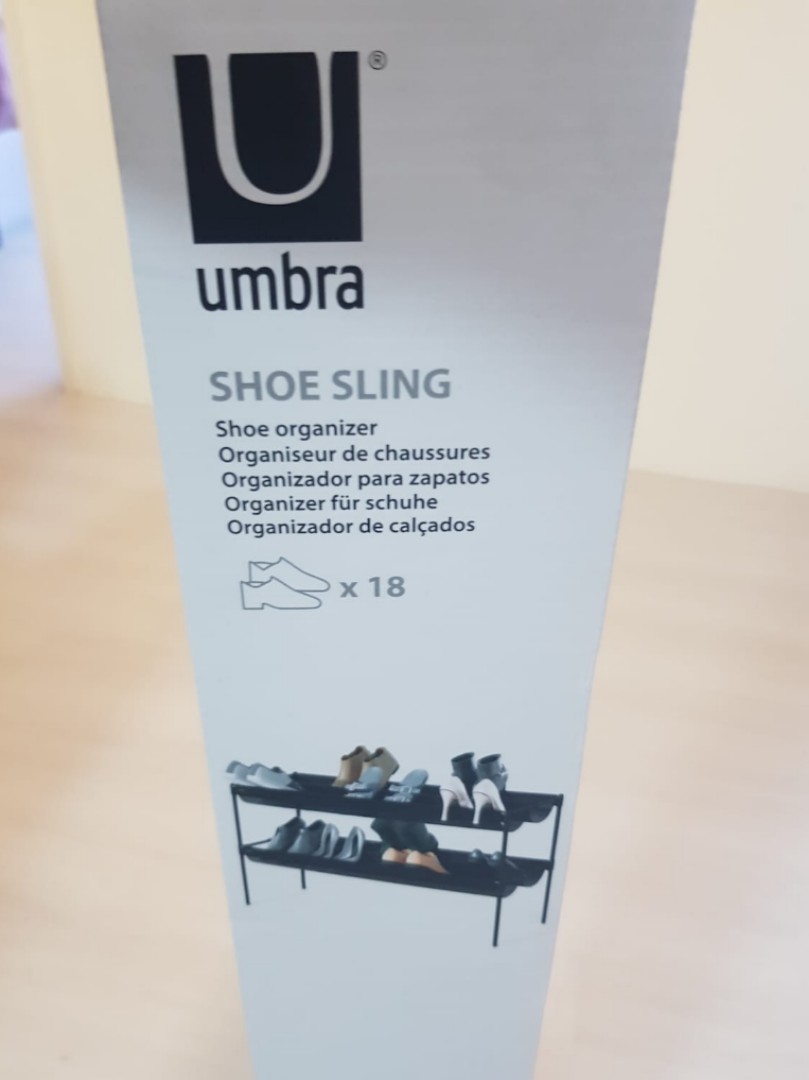 U®
umbra
SHOE SLING
Shoe organizer
Organiseur de chaussures
Organizador para zapatos
Organizer für schuhe
Organizador de calçados
x 18